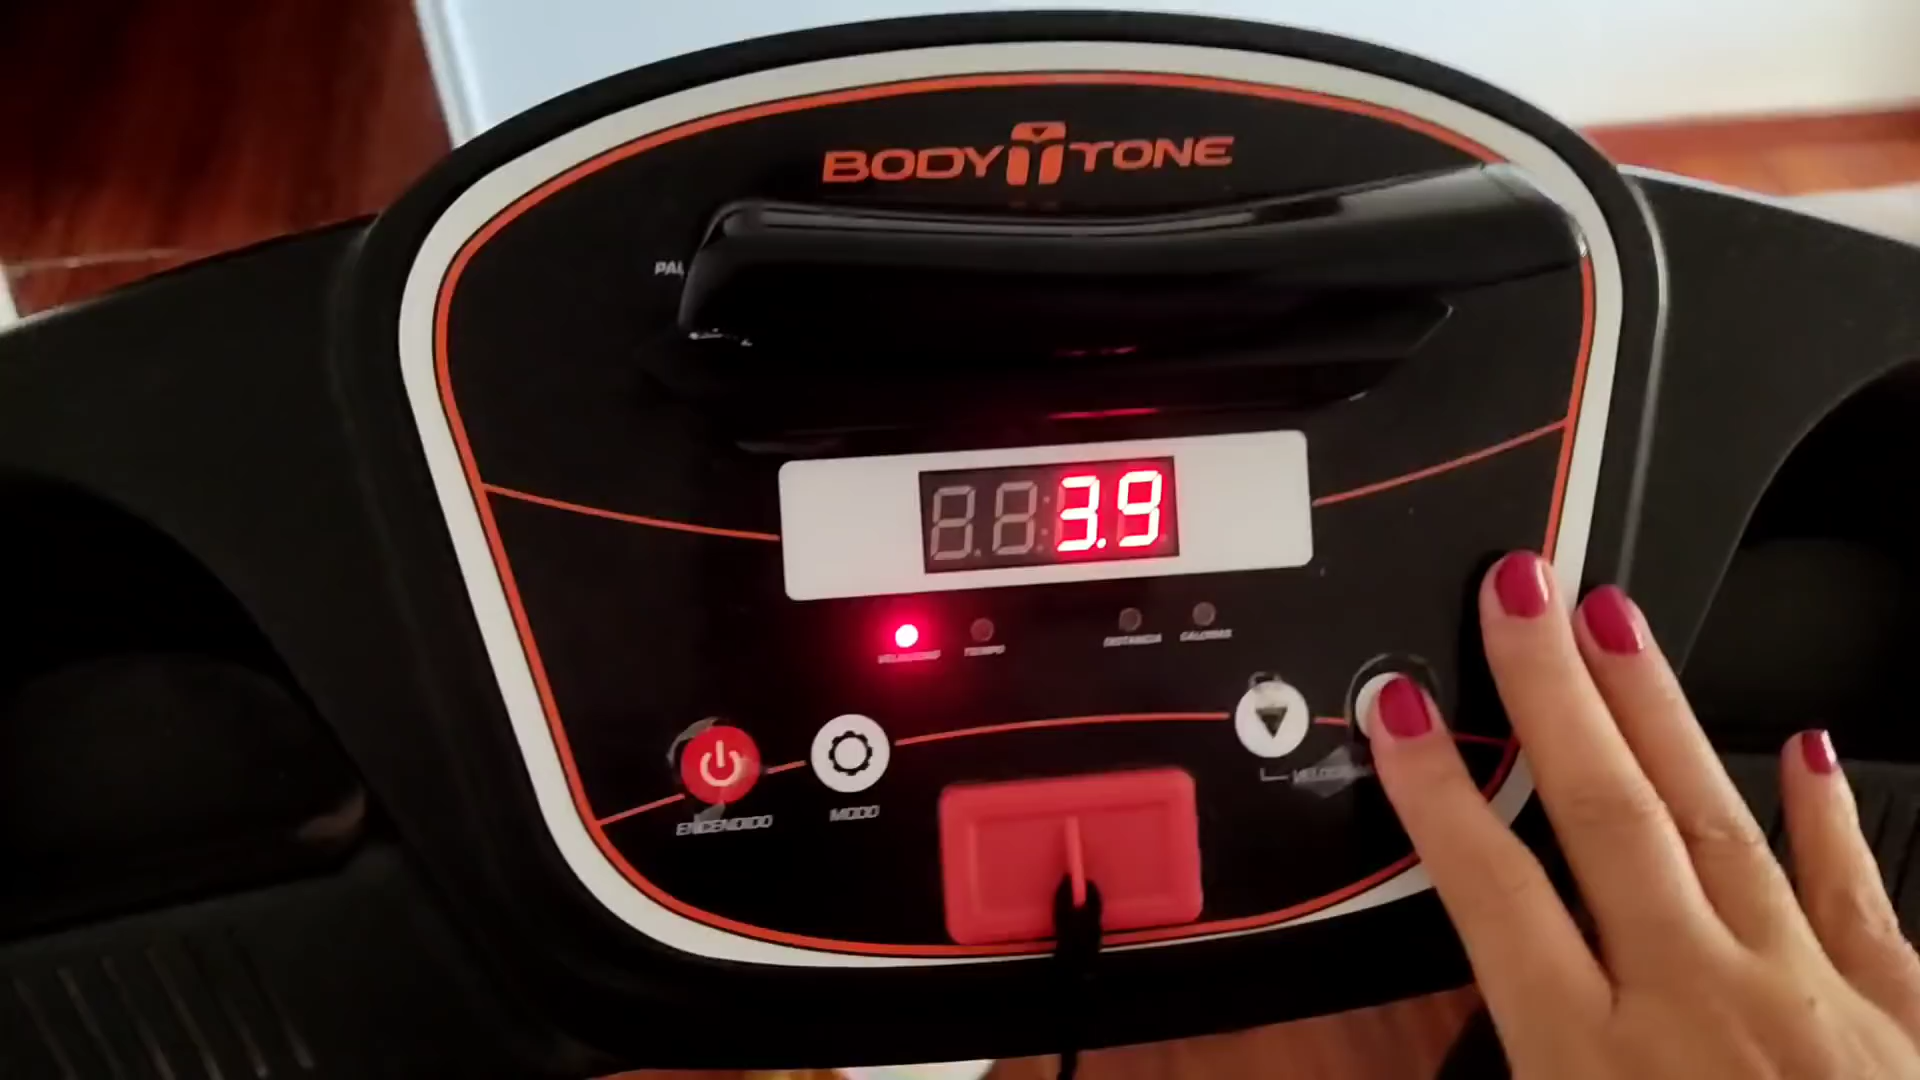 BODY TONE
3.9
VELOCIDAD TIEMPO DISTANCIA CALORIAS
ENCENDIDO
MODO